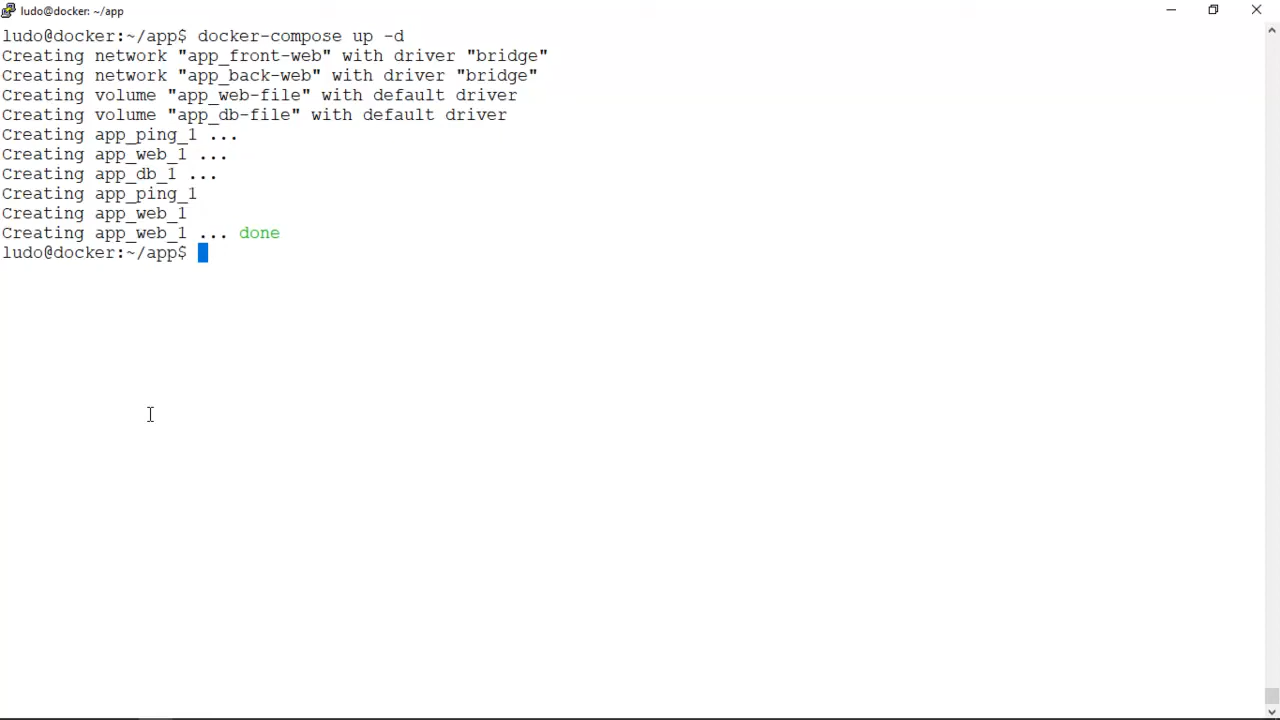 ludo@docker: ~/app
ludo@docker:~/app$ docker-compose up -d
Creating network "app_front-web" with driver "bridge"
Creating network "app_back-web" with driver "bridge"
Creating volume "app_web-file" with default driver
Creating volume "app_db-file" with default driver
Creating app_ping_1 ...
Creating app_web_1 ...
Creating app_db_1 ...
Creating app_ping_1
Creating app_web_1
Creating app_web_1 ... done
ludo@docker:~/app$